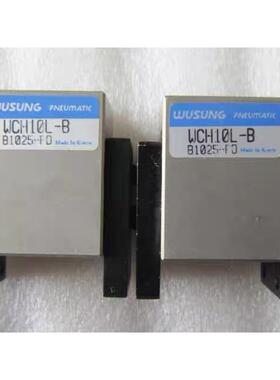 WUSUNG PNEUMATIC
WCH10L-B
B1025-FD
Made in Korea
WUSUNG PNEUMATIC
WCH10L-B
B1025-FD
Made in Korea